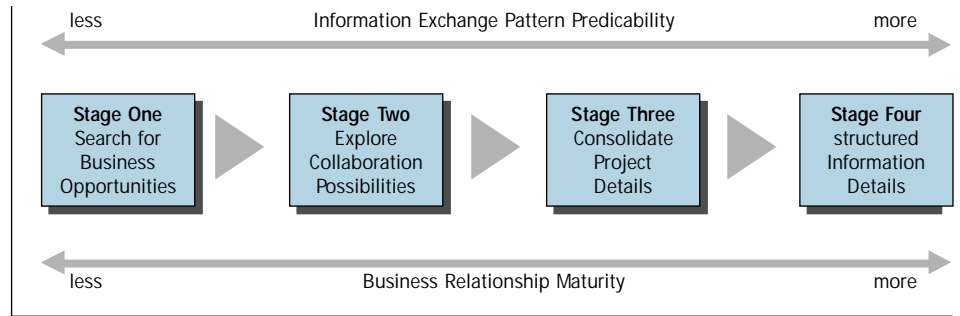 less Information Exchange Pattern Predicability more
Stage One
Search for
Business
Opportunities
Stage Two
Explore
Collaboration
Possibilities
Stage Three
Consolidate
Project
Details
Stage Four
structured
Information
Details
less Business Relationship Maturity more